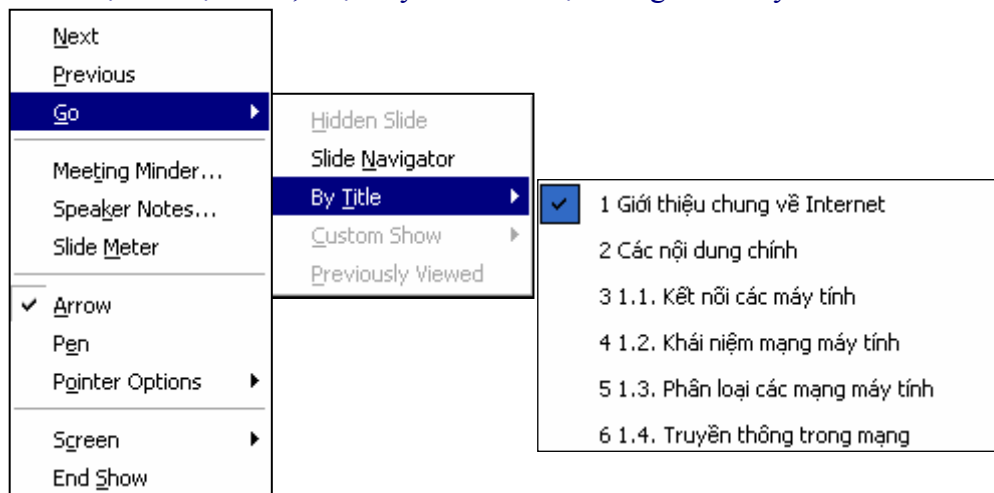 Next
Previous
Go
Meeting Minder...
Speaker Notes...
Slide Meter
Arrow
Pen
Pointer Options
Screen
End Show
Hidden Slide
Slide Navigator
By Title
Custom Show
Previously Viewed
1 Giới thiệu chung về Internet
2 Các nội dung chính
3 1.1. Kết nối các máy tính
4 1.2. Khái niệm mạng máy tính
5 1.3. Phân loại các mạng máy tính
6 1.4. Truyền thông trong mạng